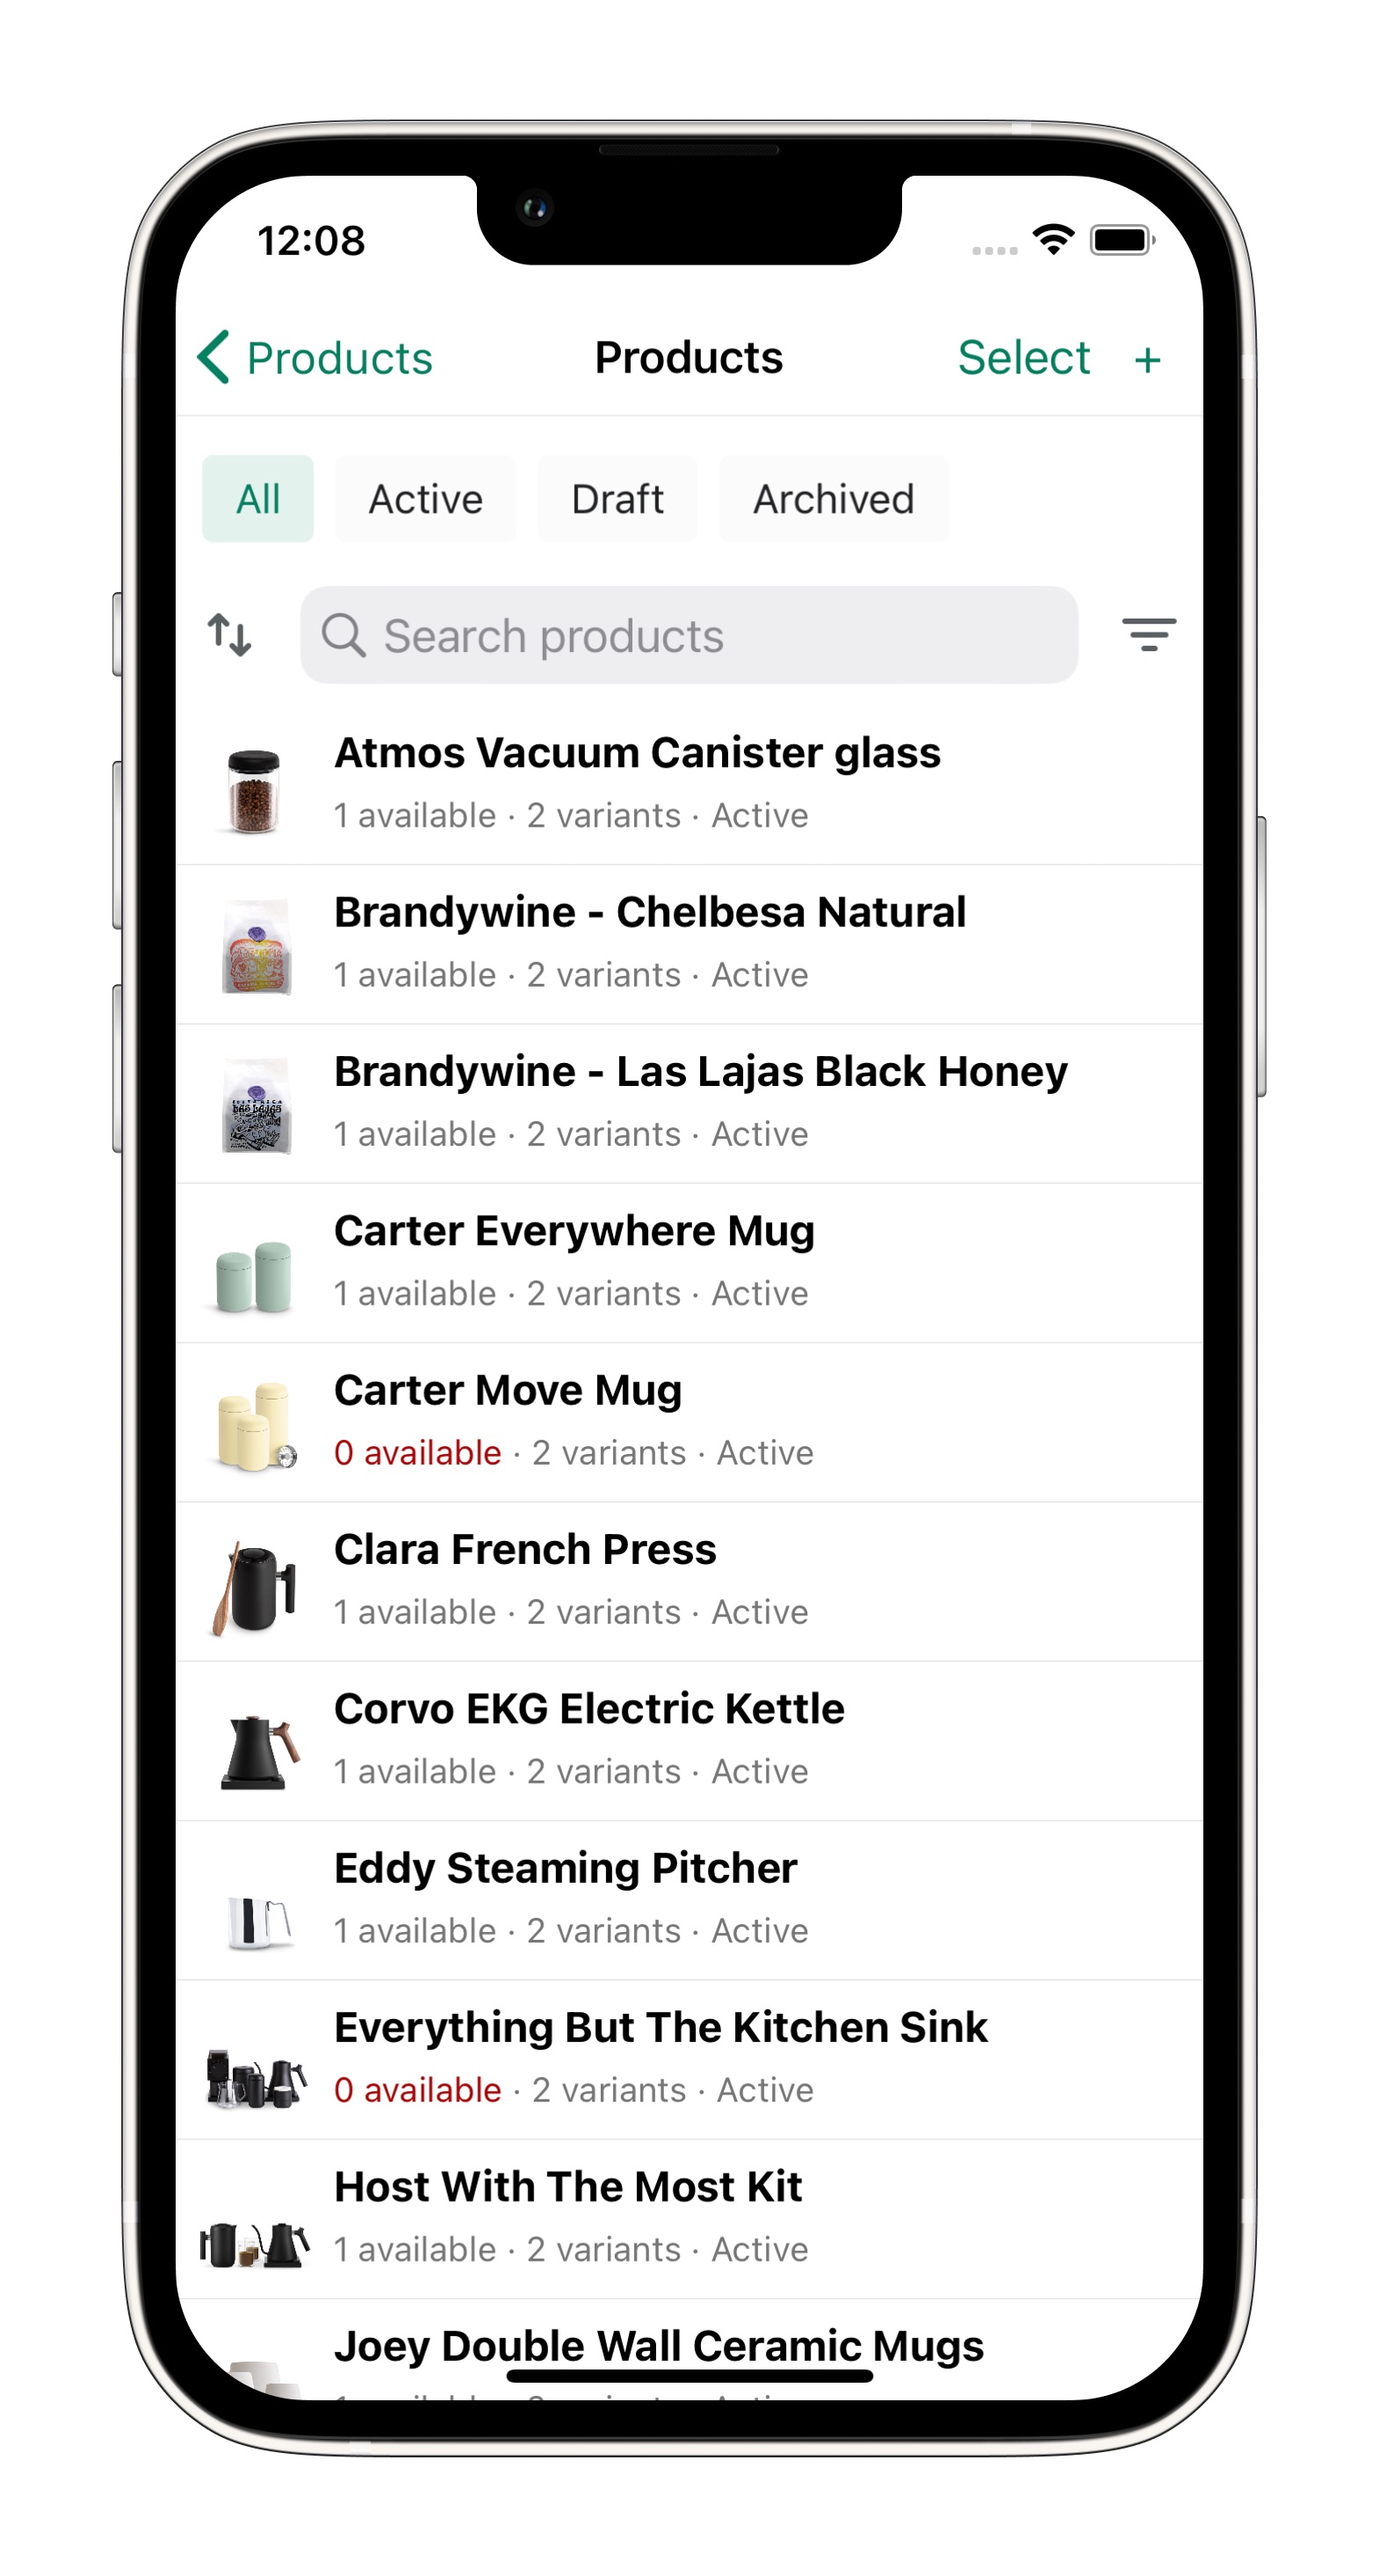 12:08
Products
Products
Select +
All
Active
Draft
Archived
Search products
Atmos Vacuum Canister glass
1 available · 2 variants · Active
Brandywine - Chelbesa Natural
1 available · 2 variants · Active
Brandywine - Las Lajas Black Honey
1 available · 2 variants · Active
Carter Everywhere Mug
1 available · 2 variants · Active
Carter Move Mug
0 available · 2 variants · Active
Clara French Press
1 available · 2 variants · Active
Corvo EKG Electric Kettle
1 available · 2 variants · Active
Eddy Steaming Pitcher
1 available · 2 variants · Active
Everything But The Kitchen Sink
0 available · 2 variants · Active
Host With The Most Kit
1 available · 2 variants · Active
Joey Double Wall Ceramic Mugs